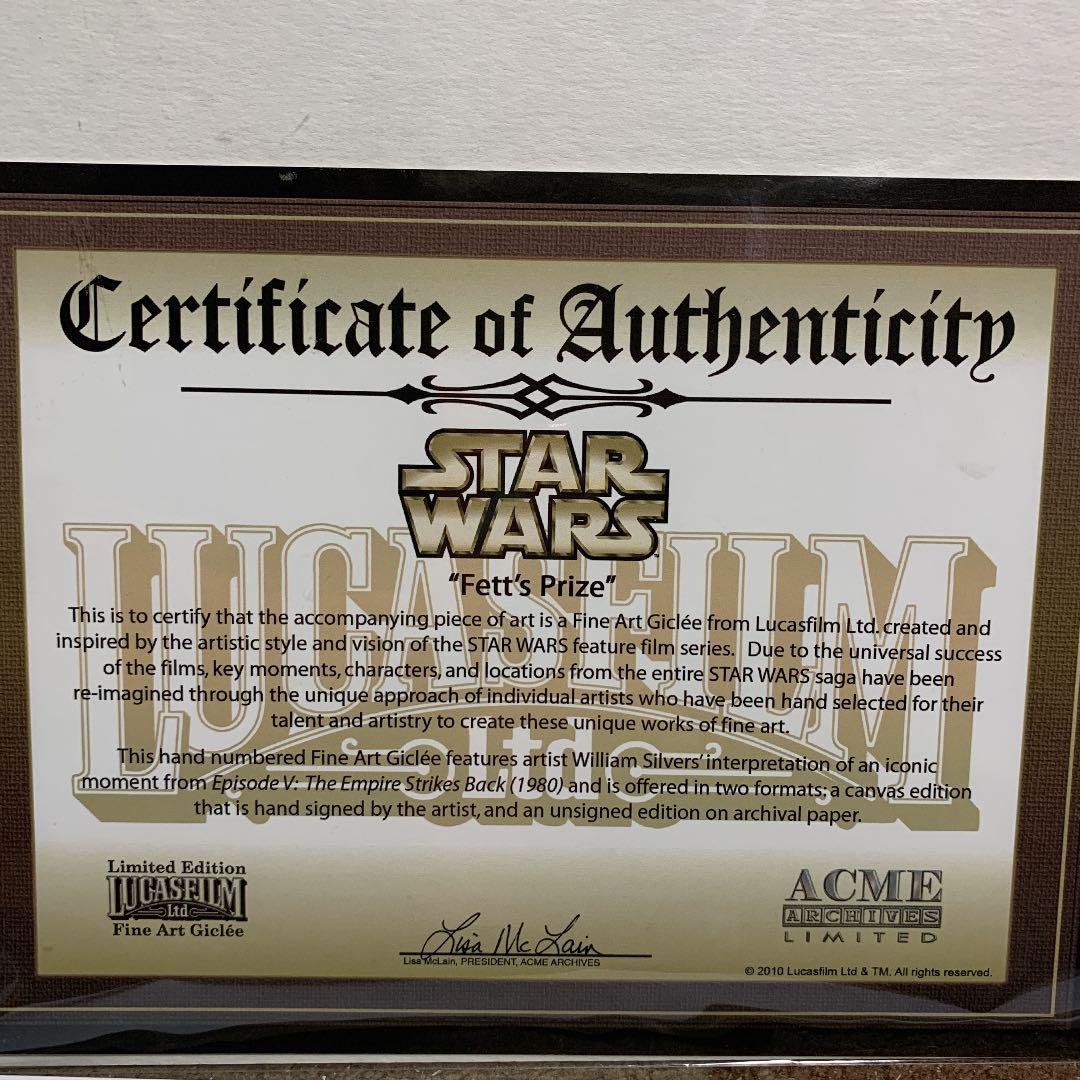 Certificate of Authenticity
STAR
WARS
LUCASFILM
Ltd
"Fett's Prize"
This is to certify that the accompanying piece of art is a Fine Art Giclée from Lucasfilm Ltd. created and
inspired by the artistic style and vision of the STAR WARS feature film series. Due to the universal success
of the films, key moments, characters, and locations from the entire STAR WARS saga have been
re-imagined through the unique approach of individual artists who have been hand selected for their
talent and artistry to create these unique works of fine art.
This hand numbered Fine Art Giclée features artist William Silvers' interpretation of an iconic
moment from Episode V: The Empire Strikes Back (1980) and is offered in two formats; a canvas edition
that is hand signed by the artist, and an unsigned edition on archival paper.
Limited Edition
LUCASFILM
Ltd
Fine Art Giclée
Lisa McLain
Lisa McLain, PRESIDENT, ACME ARCHIVES
ACME
ARCHIVES
LIMITED
© 2010 Lucasfilm Ltd & TM. All rights reserved.